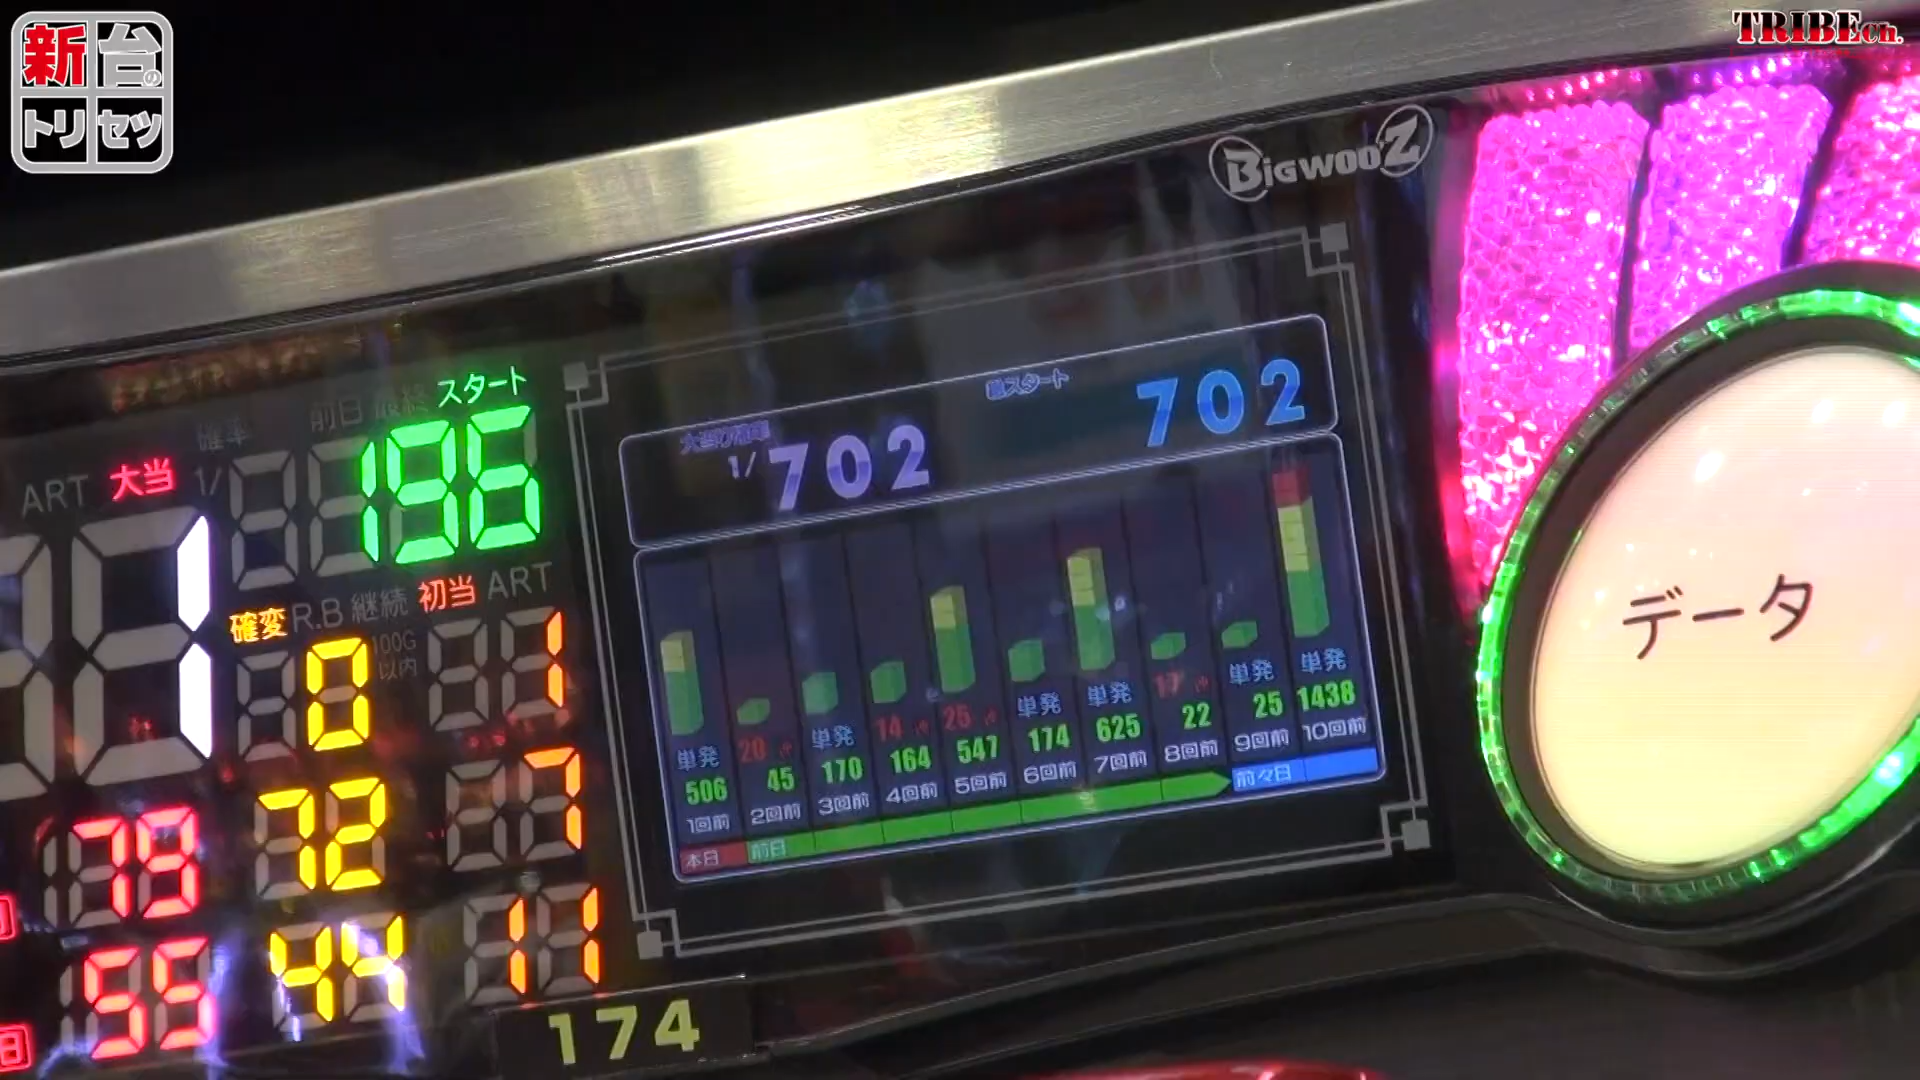 新台の
トリセツ
TRIBECh.
BIGWOO'Z
確率 前日 最終 スタート
ART 大当 1/ 196
1
総スタート 702
大当り確率 1/702
確変 R.B 継続 初当 ART
100G
以内
0 1
79 72 7
55 44 11
日
174
単発 20 単発 14 25 単発 単発 17 単発 単発
506 45 170 164 547 174 625 22 25 1438
1回前 2回前 3回前 4回前 5回前 6回前 7回前 8回前 9回前 10回前
本日 前日 前々日
データ